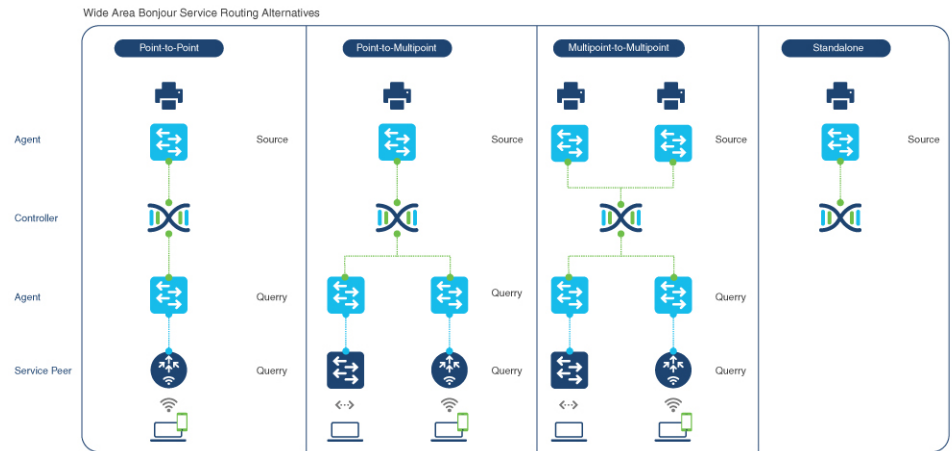 Wide Area Bonjour Service Routing Alternatives
Point-to-Point Point-to-Multipoint Multipoint-to-Multipoint Standalone
Agent Source Source Source Source
Controller
Agent Querry Querry Querry
Service Peer Querry Querry Querry